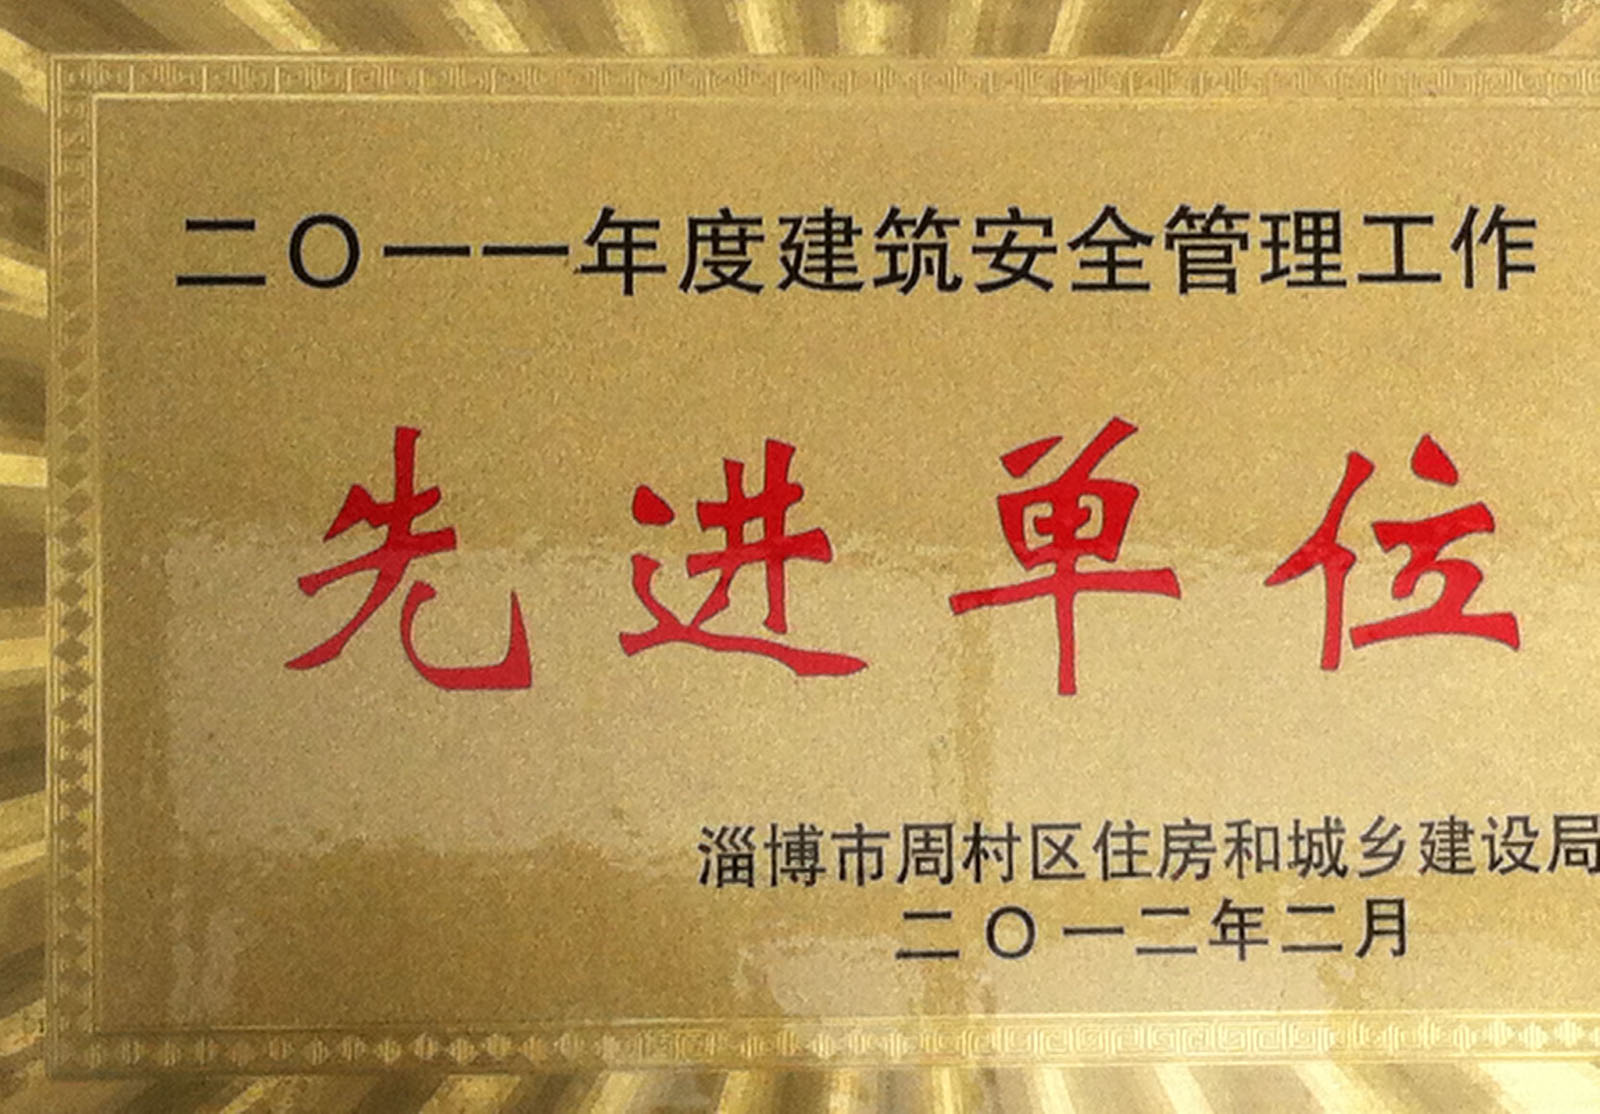 二〇一一年度建筑安全管理工作
先进单位
淄博市周村区住房和城乡建设局
二〇一二年二月